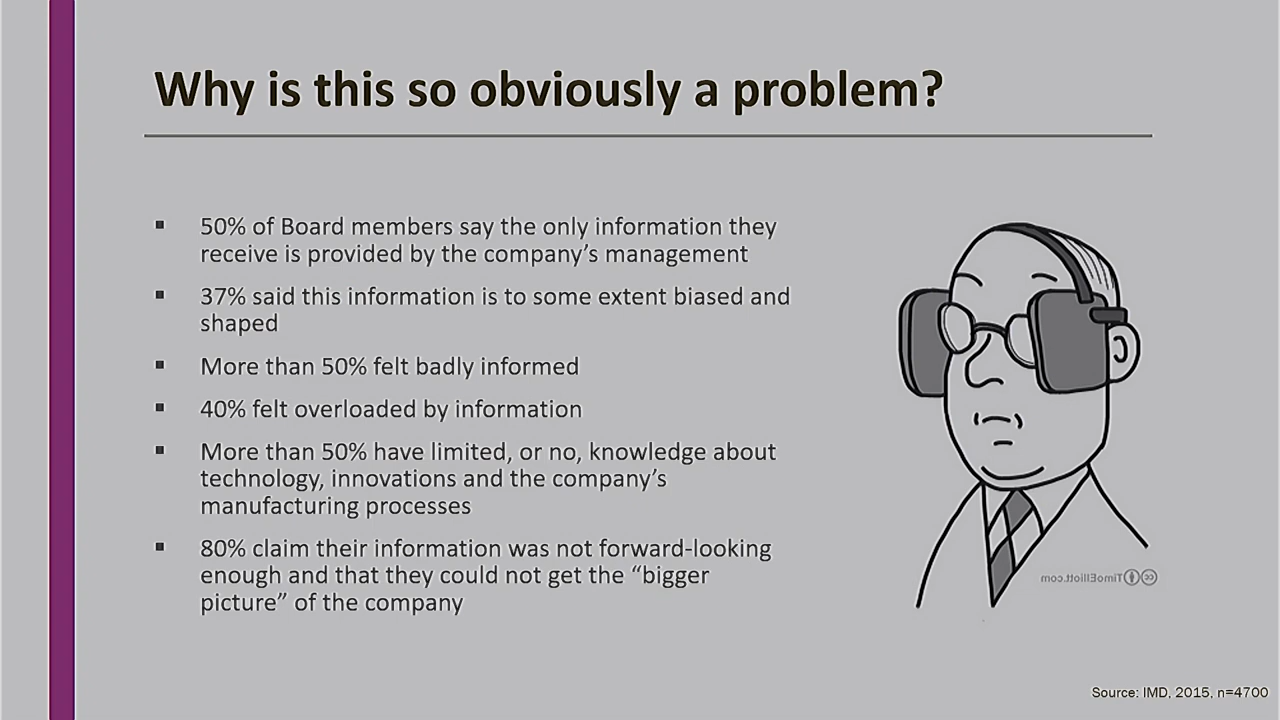 Why is this so obviously a problem?
▪ 50% of Board members say the only information they
receive is provided by the company’s management
▪ 37% said this information is to some extent biased and
shaped
▪ More than 50% felt badly informed
▪ 40% felt overloaded by information
▪ More than 50% have limited, or no, knowledge about
technology, innovations and the company’s
manufacturing processes
▪ 80% claim their information was not forward-looking
enough and that they could not get the “bigger
picture” of the company
TimoElliott.com
Source: IMD, 2015, n=4700